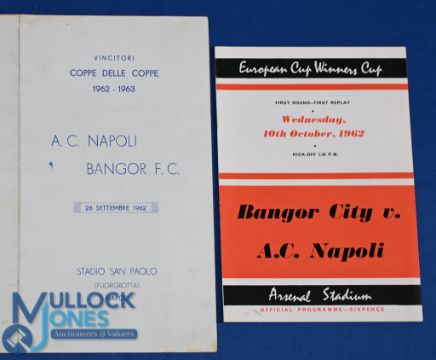 VINCITORI
COPPE DELLE COPPE
1962 - 1963
A.C. NAPOLI
BANGOR F.C.
26 SETTEMBRE 1962
STADIO SAN PAOLO
(FUORIGROTTA)
MULLOCK
JONES
Auctioneers & Valuers
European Cup Winners Cup
FIRST ROUND—FIRST REPLAY
Wednesday,
10th October, 1962
KICK-OFF P.M.
Bangor City v.
A.C. Napoli
Arsenal Stadium
OFFICIAL PROGRAMME—SIXPENCE